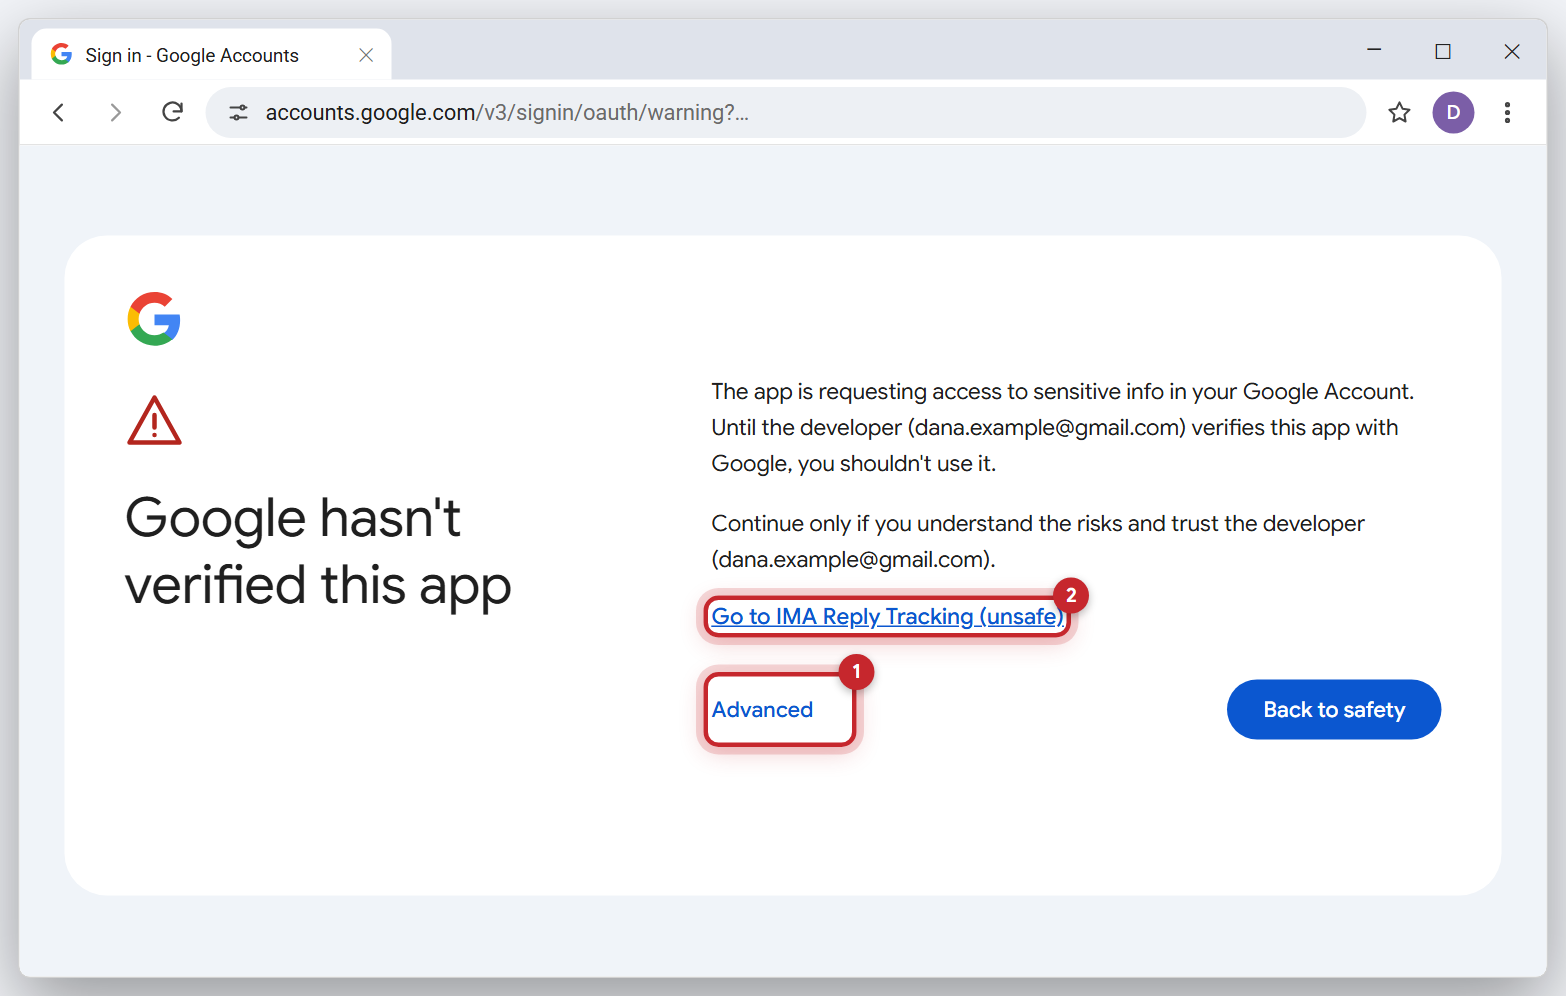 Sign in - Google Accounts
accounts.google.com/v3/signin/oauth/warning?...
D
Google hasn't
verified this app
The app is requesting access to sensitive info in your Google Account.
Until the developer (dana.example@gmail.com) verifies this app with
Google, you shouldn't use it.
Continue only if you understand the risks and trust the developer
(dana.example@gmail.com).
2
Go to IMA Reply Tracking (unsafe)
1
Advanced
Back to safety